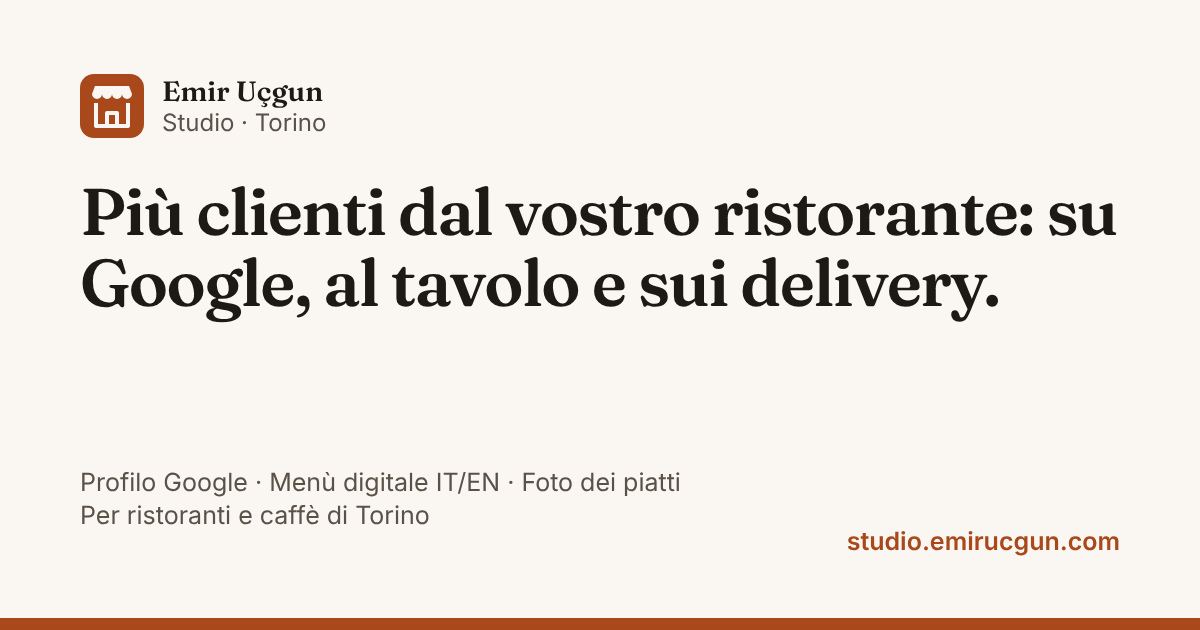 Emir Uçgun
Studio · Torino
Più clienti dal vostro ristorante: su
Google, al tavolo e sui delivery.
Profilo Google · Menù digitale IT/EN · Foto dei piatti
Per ristoranti e caffè di Torino
studio.emirucgun.com